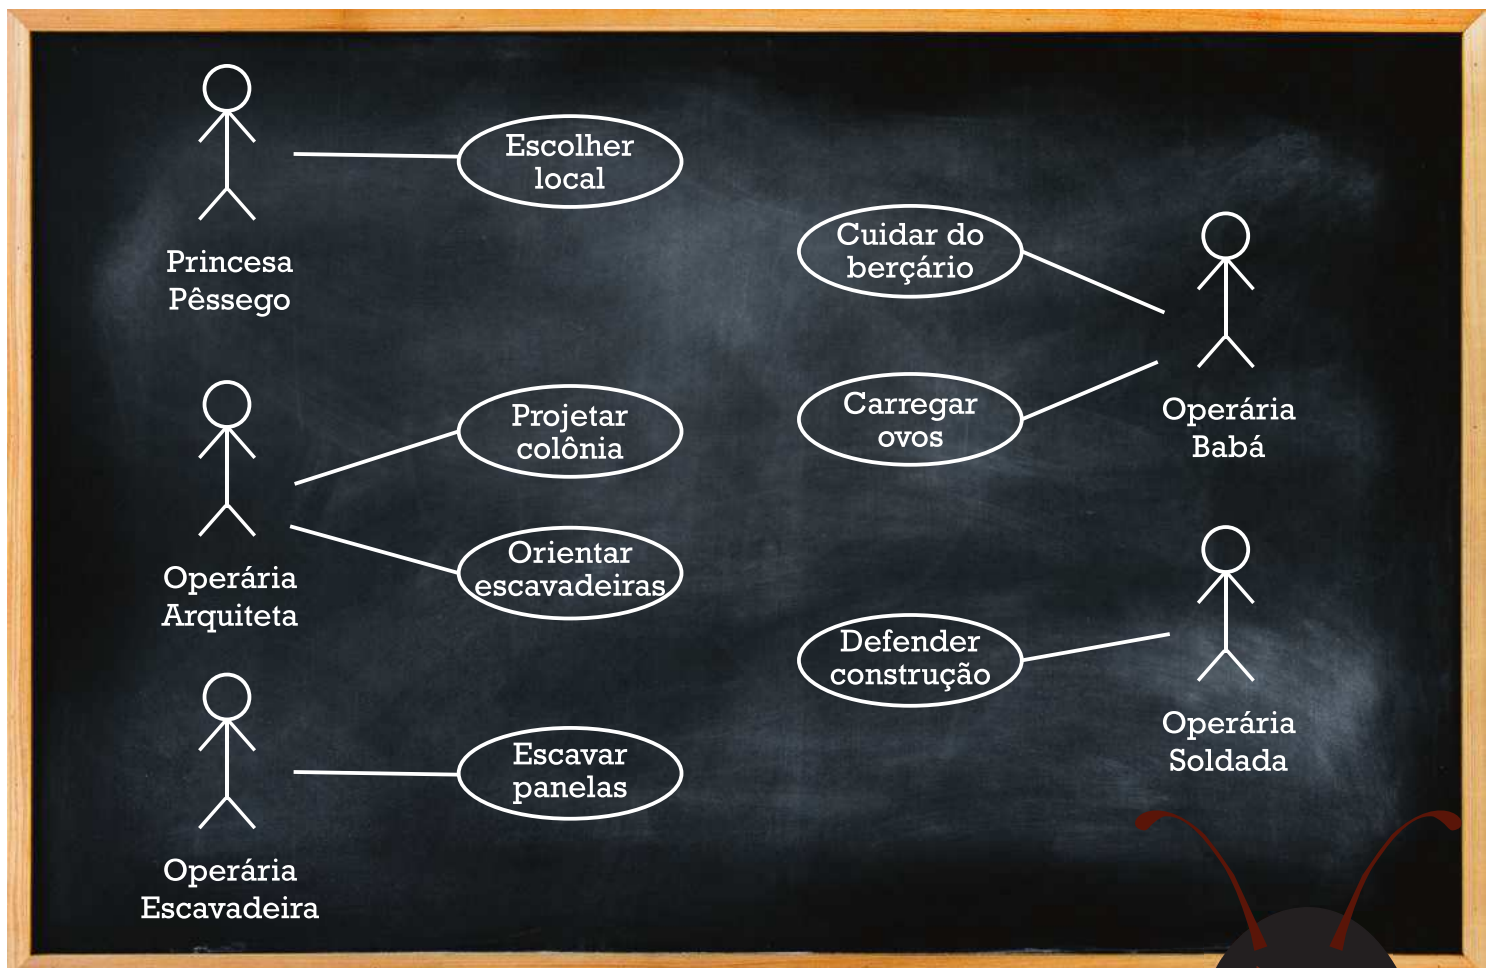 Escolher
local
Princesa
Pêssego
Cuidar do
berçário
Carregar
ovos
Operária
Babá
Projetar
colônia
Orientar
escavadeiras
Operária
Arquiteta
Defender
construção
Operária
Soldada
Escavar
panelas
Operária
Escavadeira